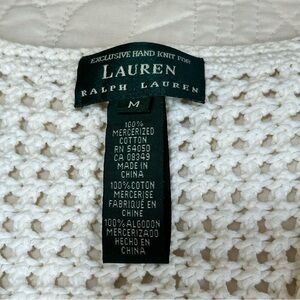 EXCLUSIVE HAND KNIT FOR
LAUREN
RALPH LAUREN
M
100%
MERCERIZED
COTTON
RN 54050
CA 08349
MADE IN
CHINA
100%COTON
MERCERISE
FABRIQUÉ EN
CHINE
100%ALGODON
MERCERIZADO
HECHO EN
CHINA